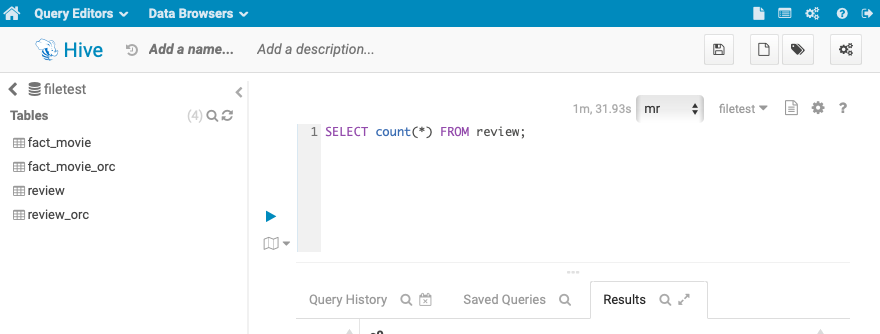 Query Editors Data Browsers
Hive Add a name... Add a description...
filetest
Tables (4)
fact_movie
fact_movie_orc
review
review_orc
1m, 31.93s mr filetest ?
1 SELECT count(*) FROM review;
Query History Saved Queries Results